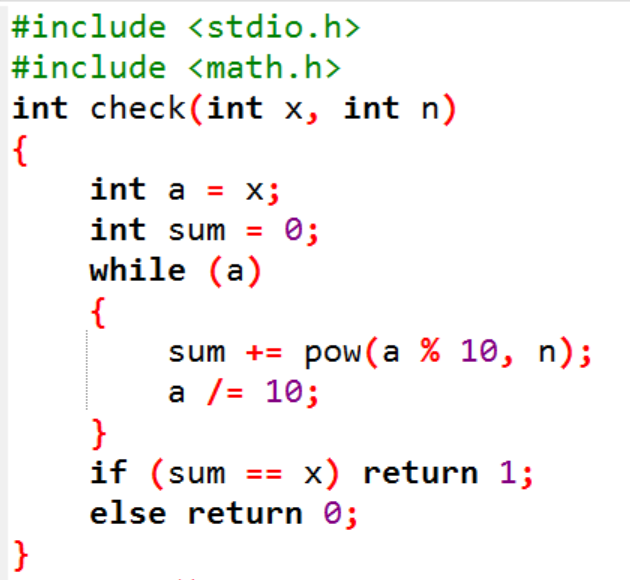 #include <stdio.h>
#include <math.h>
int check(int x, int n)
{
    int a = x;
    int sum = 0;
    while (a)
    {
        sum += pow(a % 10, n);
        a /= 10;
    }
    if (sum == x) return 1;
    else return 0;
}